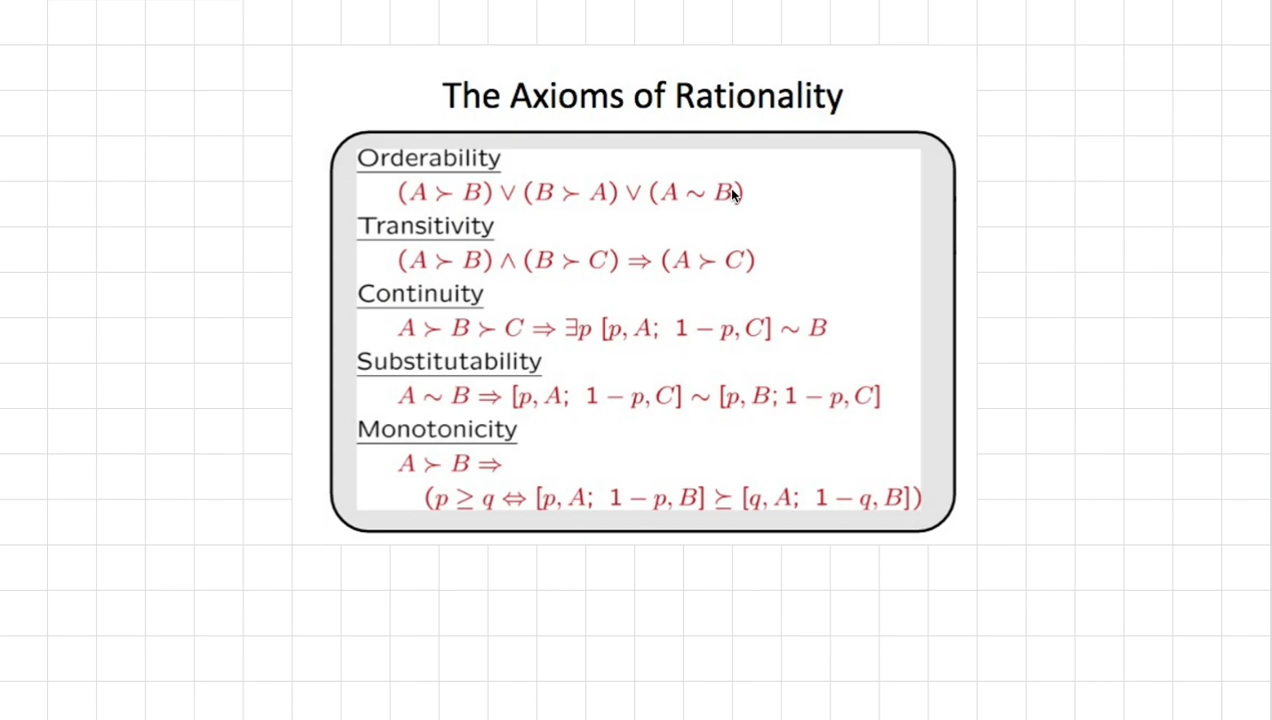 The Axioms of Rationality
Orderability
(A ≻ B) ∨ (B ≻ A) ∨ (A ∼ B)
Transitivity
(A ≻ B) ∧ (B ≻ C) ⇒ (A ≻ C)
Continuity
A ≻ B ≻ C ⇒ ∃p [p, A; 1 − p, C] ∼ B
Substitutability
A ∼ B ⇒ [p, A; 1 − p, C] ∼ [p, B; 1 − p, C]
Monotonicity
A ≻ B ⇒
(p ≥ q ⇔ [p, A; 1 − p, B] ⪰ [q, A; 1 − q, B])